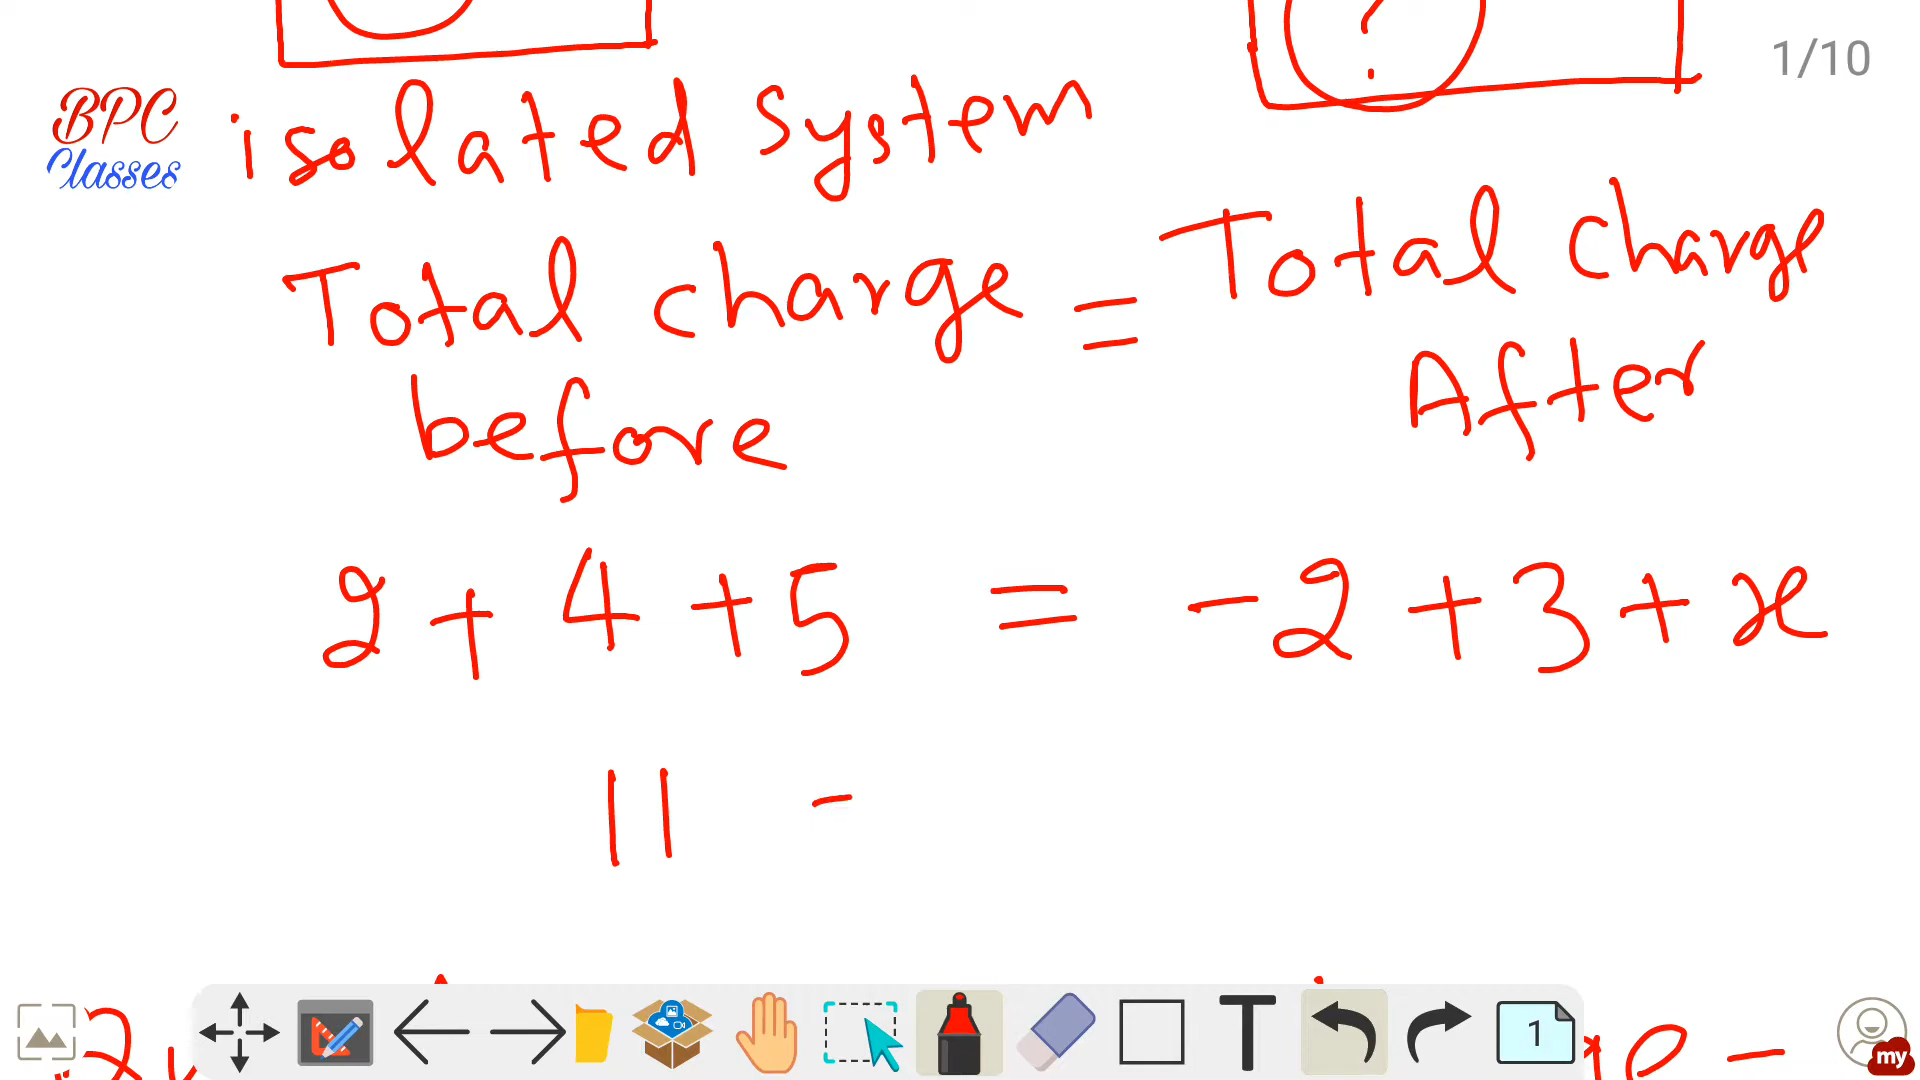 ?
1/10
BPC
Classes
isolated system
Total charge = Total charge
before After
2 + 4 + 5 = -2 + 3 + x
11 -
1
my